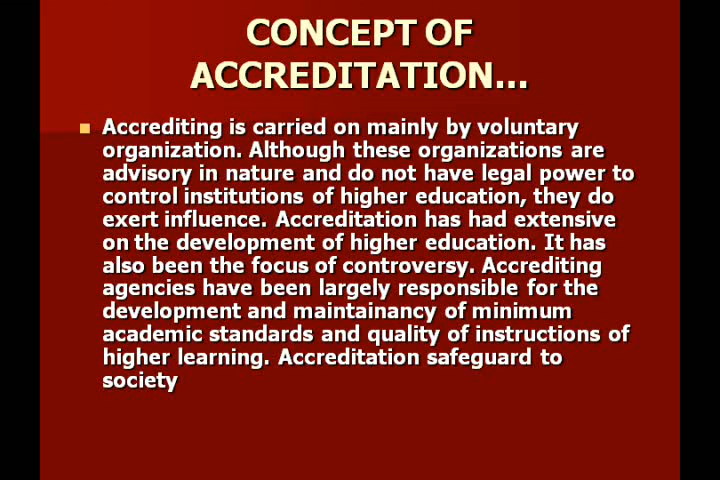 CONCEPT OF
ACCREDITATION...
Accrediting is carried on mainly by voluntary
organization. Although these organizations are
advisory in nature and do not have legal power to
control institutions of higher education, they do
exert influence. Accreditation has had extensive
on the development of higher education. It has
also been the focus of controversy. Accrediting
agencies have been largely responsible for the
development and maintainancy of minimum
academic standards and quality of instructions of
higher learning. Accreditation safeguard to
society